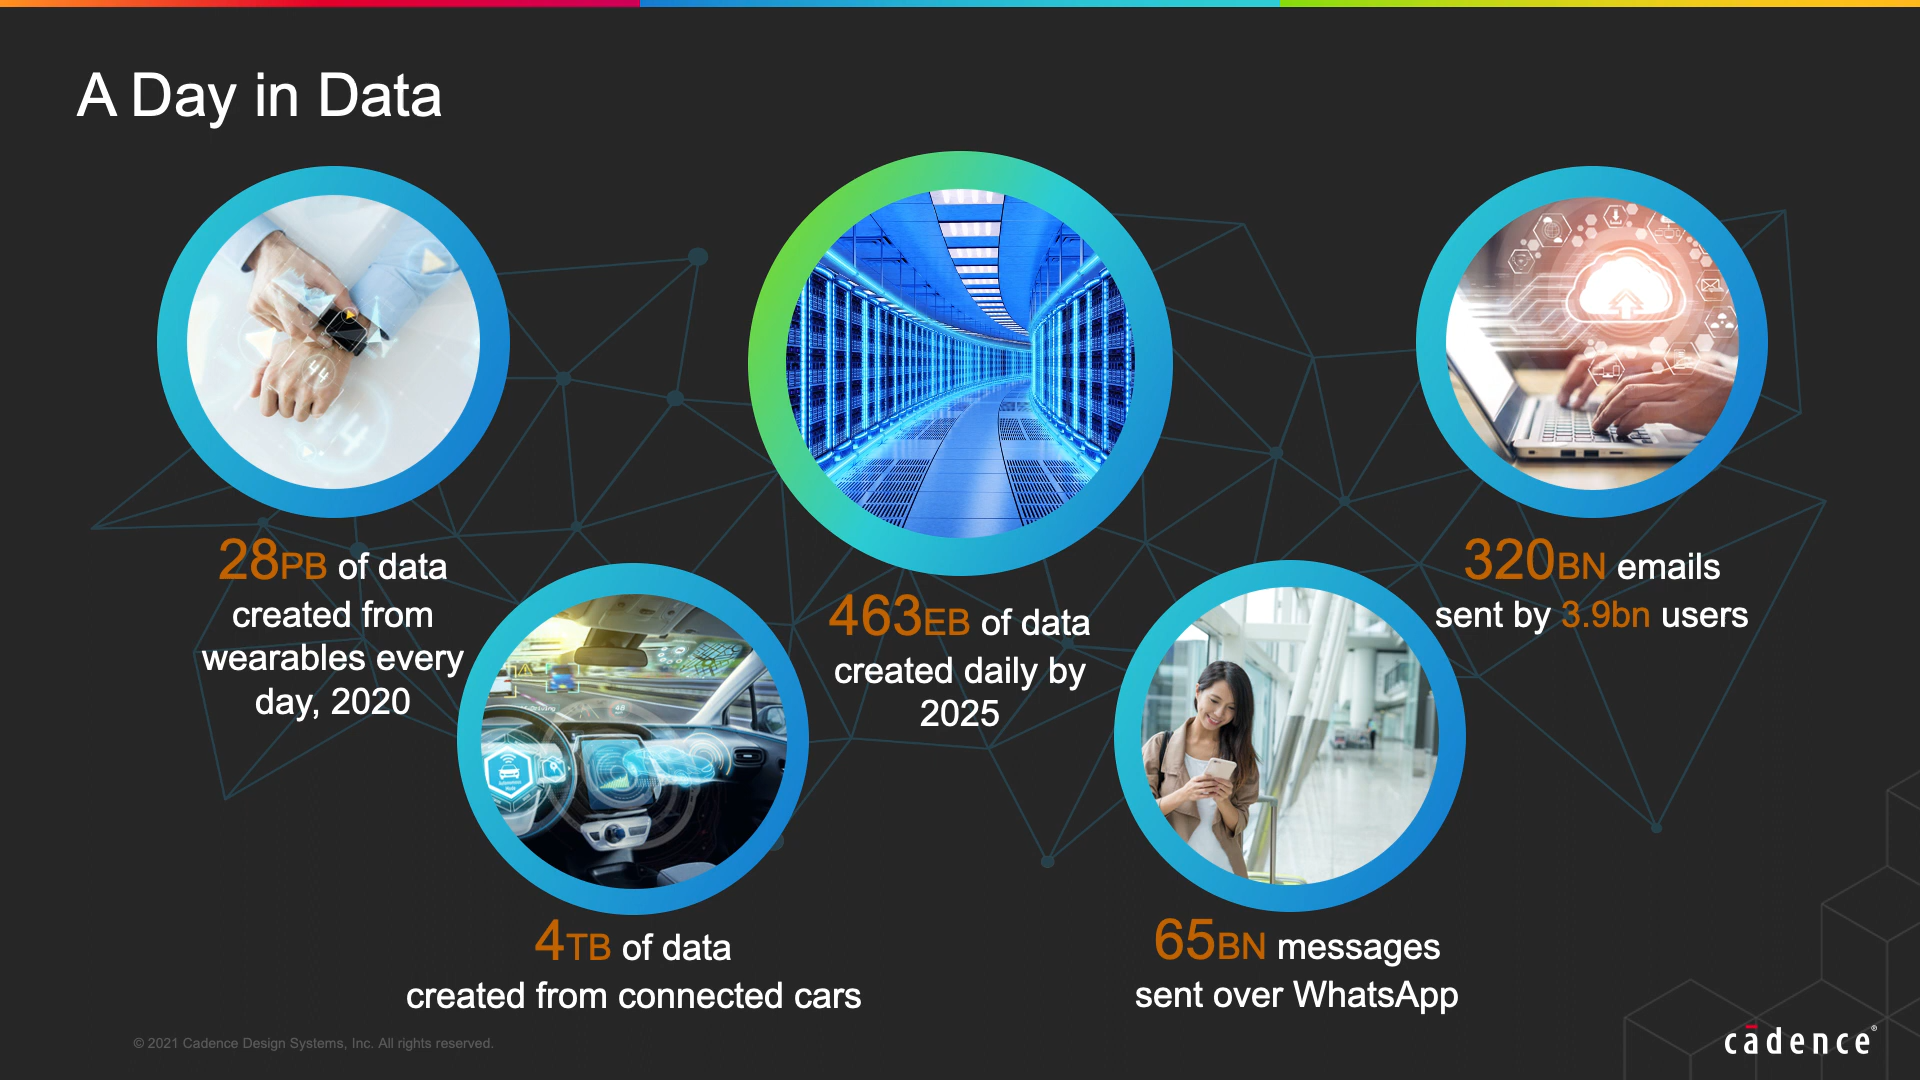 A Day in Data
28PB of data
created from
wearables every
day, 2020
4TB of data
created from connected cars
463EB of data
created daily by
2025
65BN messages
sent over WhatsApp
320BN emails
sent by 3.9bn users
© 2021 Cadence Design Systems, Inc. All rights reserved.
cādence®